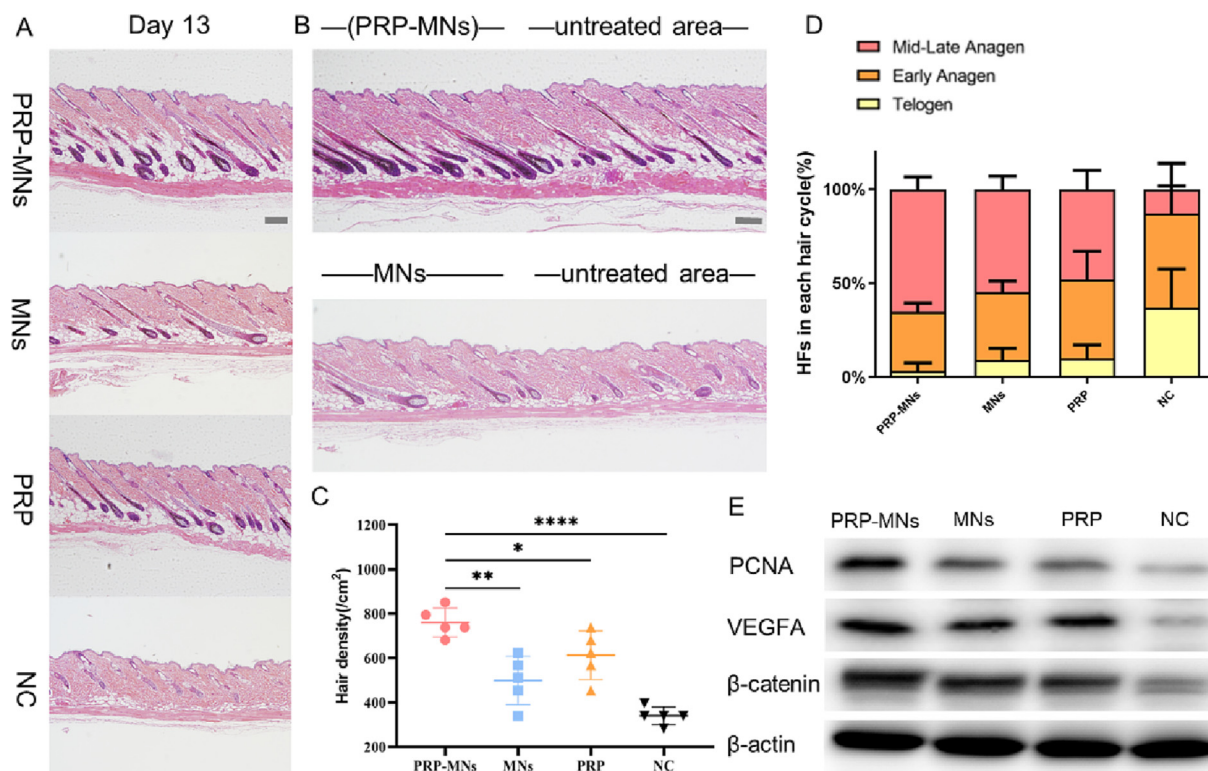 A
Day 13
PRP-MNs
MNs
PRP
NC
B
(PRP-MNs)
untreated area
MNs
untreated area
C
Hair density(/cm²)
1200
1000
800
600
400
200
****
*
**
PRP-MNs
MNs
PRP
NC
D
Mid-Late Anagen
Early Anagen
Telogen
HFs in each hair cycle(%)
100%
50%
0%
PRP-MNs
MNs
PRP
NC
E
PRP-MNs MNs PRP NC
PCNA
VEGFA
β-catenin
β-actin